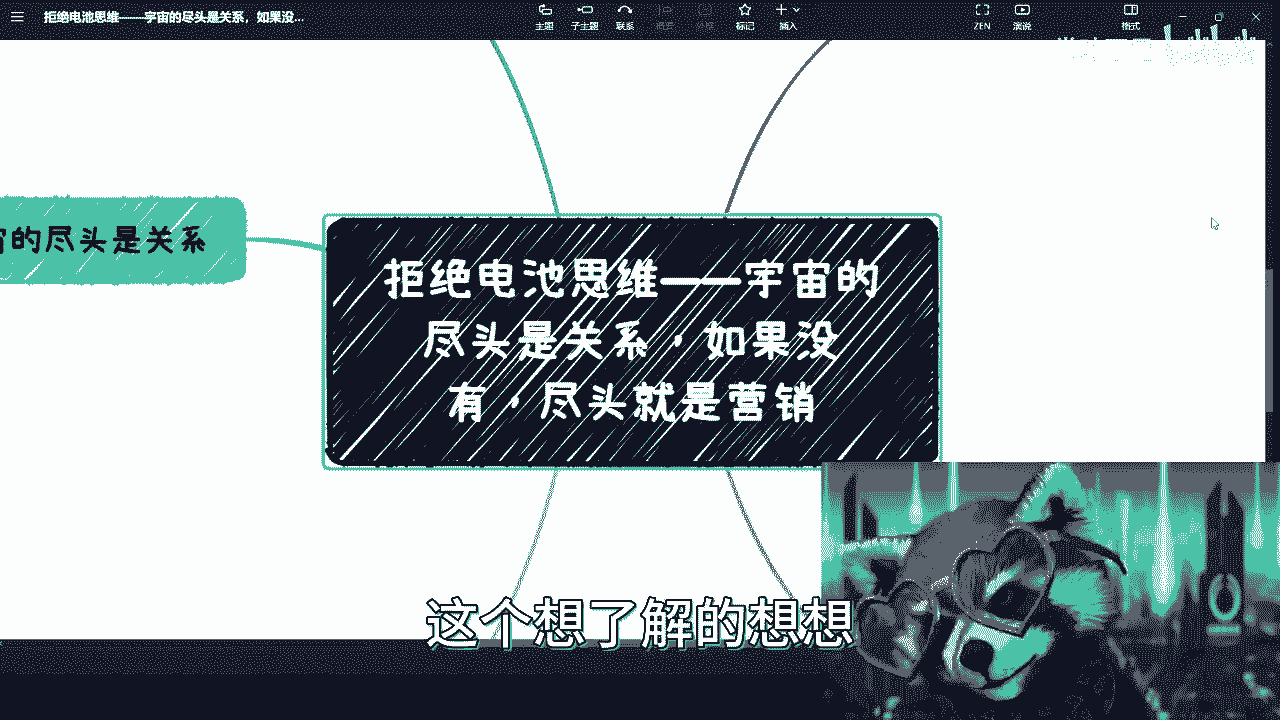 拒绝电池思维——宇宙的尽头是关系，如果没...
主题 子主题 联系 标记 插入 ZEN 演说 格式
宙的尽头是关系
拒绝电池思维——宇宙的
尽头是关系，如果没
有，尽头就是营销
这个想了解的想想